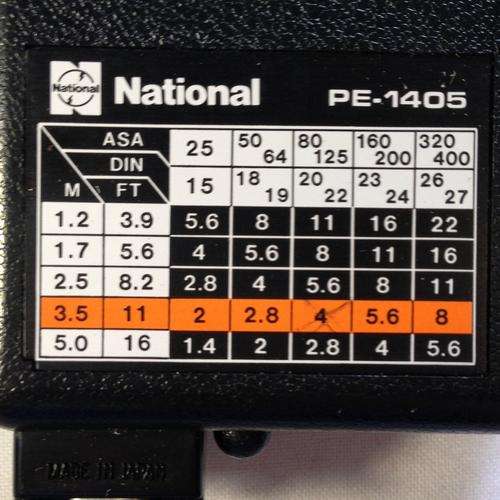 National
National PE-1405
ASA 25 50 64 80 125 160 200 320 400
DIN 15 18 19 20 22 23 24 26 27
M FT
1.2 3.9 5.6 8 11 16 22
1.7 5.6 4 5.6 8 11 16
2.5 8.2 2.8 4 5.6 8 11
3.5 11 2 2.8 4 5.6 8
5.0 16 1.4 2 2.8 4 5.6
MADE IN JAPAN